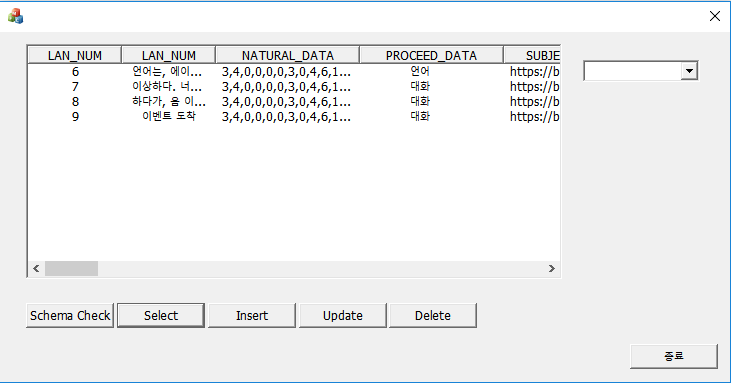 LAN_NUM LAN_NUM NATURAL_DATA PROCEED_DATA SUBJE
6 언어는, 에이... 3,4,0,0,0,0,3,0,4,6,1... 언어 https://b
7 이상하다. 너... 3,4,0,0,0,0,3,0,4,6,1... 대화 https://b
8 하다가, 음 이... 3,4,0,0,0,0,3,0,4,6,1... 대화 https://b
9 이벤트 도착 3,4,0,0,0,0,3,0,4,6,1... 대화 https://b
Schema Check Select Insert Update Delete
종료